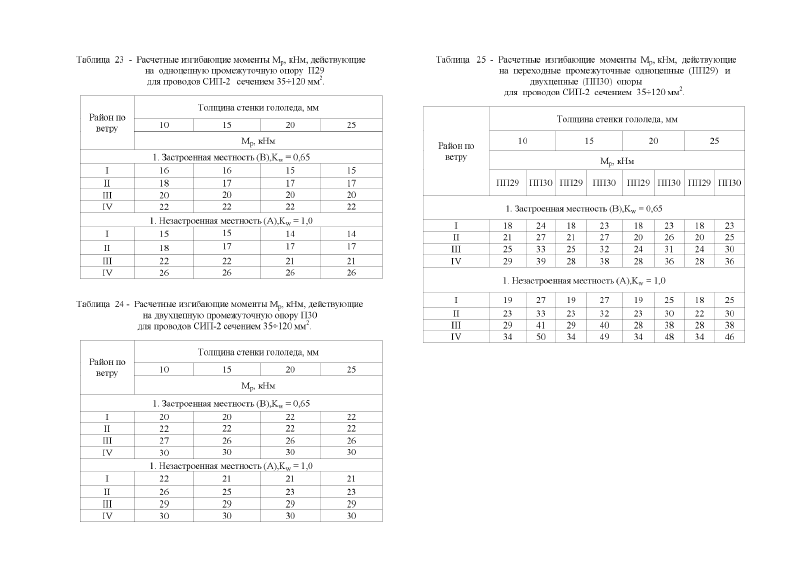 Таблица 23 - Расчетные изгибающие моменты Мр, кНм, действующие
на одноцепную промежуточную опору П29
для проводов СИП-2 сечением 35÷120 мм².
Район по ветру
Толщина стенки гололеда, мм
10 15 20 25
Мр, кНм
1. Застроенная местность (В),Kw = 0,65
I 16 16 15 15
II 18 17 17 17
III 20 20 20 20
IV 22 22 22 22
1. Незастроенная местность (А),Kw = 1,0
I 15 15 14 14
II 18 17 17 17
III 22 22 21 21
IV 26 26 26 26
Таблица 24 - Расчетные изгибающие моменты Мр, кНм, действующие
на двухцепную промежуточную опору П30
для проводов СИП-2 сечением 35÷120 мм².
Район по ветру
Толщина стенки гололеда, мм
10 15 20 25
Мр, кНм
1. Застроенная местность (В),Kw = 0,65
I 20 20 22 22
II 22 22 22 22
III 27 26 26 26
IV 30 30 30 30
1. Незастроенная местность (А),Kw = 1,0
I 22 21 21 21
II 26 25 23 23
III 29 29 29 29
IV 30 30 30 30
Таблица 25 - Расчетные изгибающие моменты Мр, кНм, действующие
на переходные промежуточные одноцепные (ПП29) и
двухцепные (ПП30) опоры
для проводов СИП-2 сечением 35÷120 мм².
Район по ветру
Толщина стенки гололеда, мм
10 15 20 25
Мр, кНм
ПП29 ПП30 ПП29 ПП30 ПП29 ПП30 ПП29 ПП30
1. Застроенная местность (В),Kw = 0,65
I 18 24 18 23 18 23 18 23
II 21 27 21 27 20 26 20 25
III 25 33 25 32 24 31 24 30
IV 29 39 28 38 28 36 28 36
1. Незастроенная местность (А),Kw = 1,0
I 19 27 19 27 19 25 18 25
II 23 33 23 32 23 30 22 30
III 29 41 29 40 28 38 28 38
IV 34 50 34 49 34 48 34 46